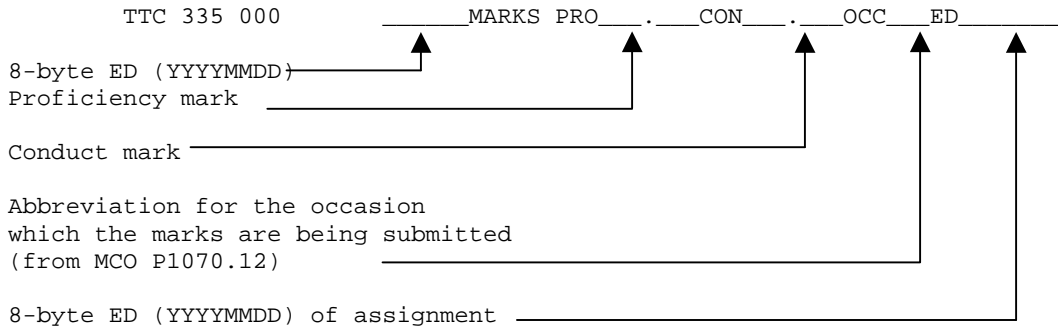 TTC 335 000 ______MARKS PRO___.___CON___.___OCC___ED_______
8-byte ED (YYYYMMDD)
Proficiency mark
Conduct mark
Abbreviation for the occasion
which the marks are being submitted
(from MCO P1070.12)
8-byte ED (YYYYMMDD) of assignment